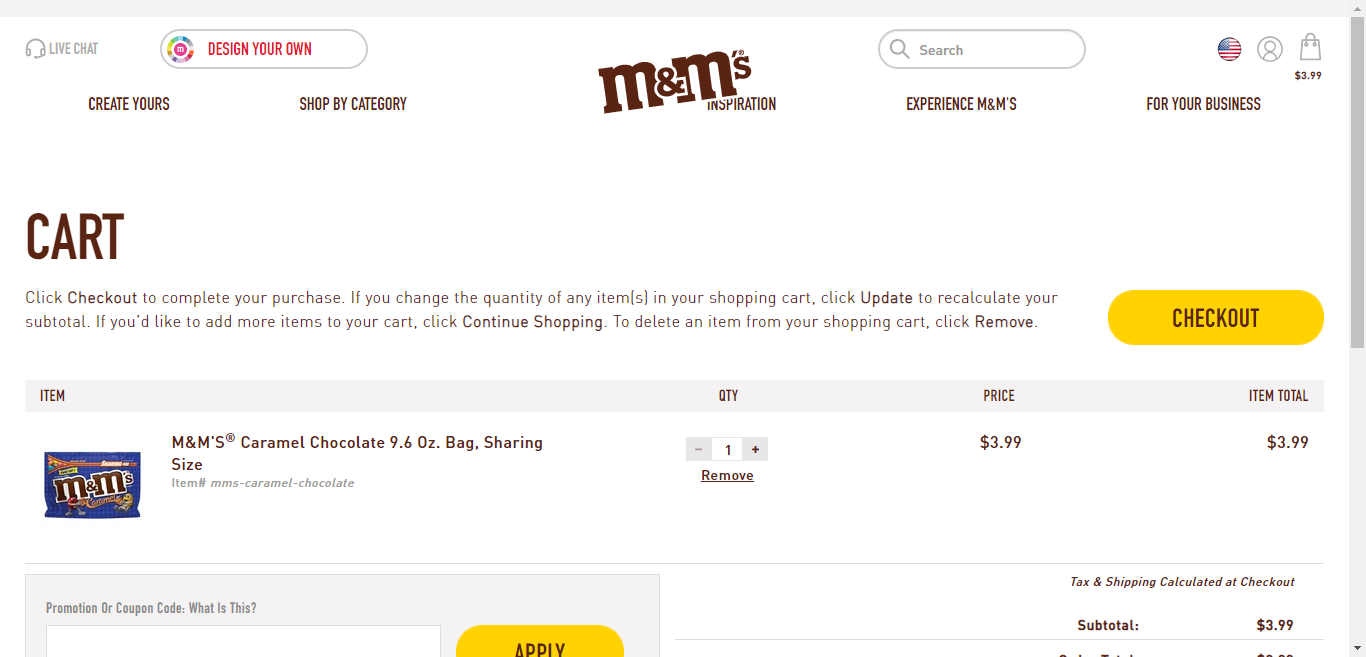 LIVE CHAT
DESIGN YOUR OWN
m
m&m's®
Search
$3.99
CREATE YOURS
SHOP BY CATEGORY
INSPIRATION
EXPERIENCE M&M'S
FOR YOUR BUSINESS
CART
Click Checkout to complete your purchase. If you change the quantity of any item(s) in your shopping cart, click Update to recalculate your
subtotal. If you’d like to add more items to your cart, click Continue Shopping. To delete an item from your shopping cart, click Remove.
CHECKOUT
ITEM QTY PRICE ITEM TOTAL
M&M'S® Caramel Chocolate 9.6 Oz. Bag, Sharing
Size
Item# mms-caramel-chocolate
m&m's
Caramel
− 1 +
Remove
$3.99
$3.99
Tax & Shipping Calculated at Checkout
Promotion Or Coupon Code: What Is This?
APPLY
Subtotal: $3.99